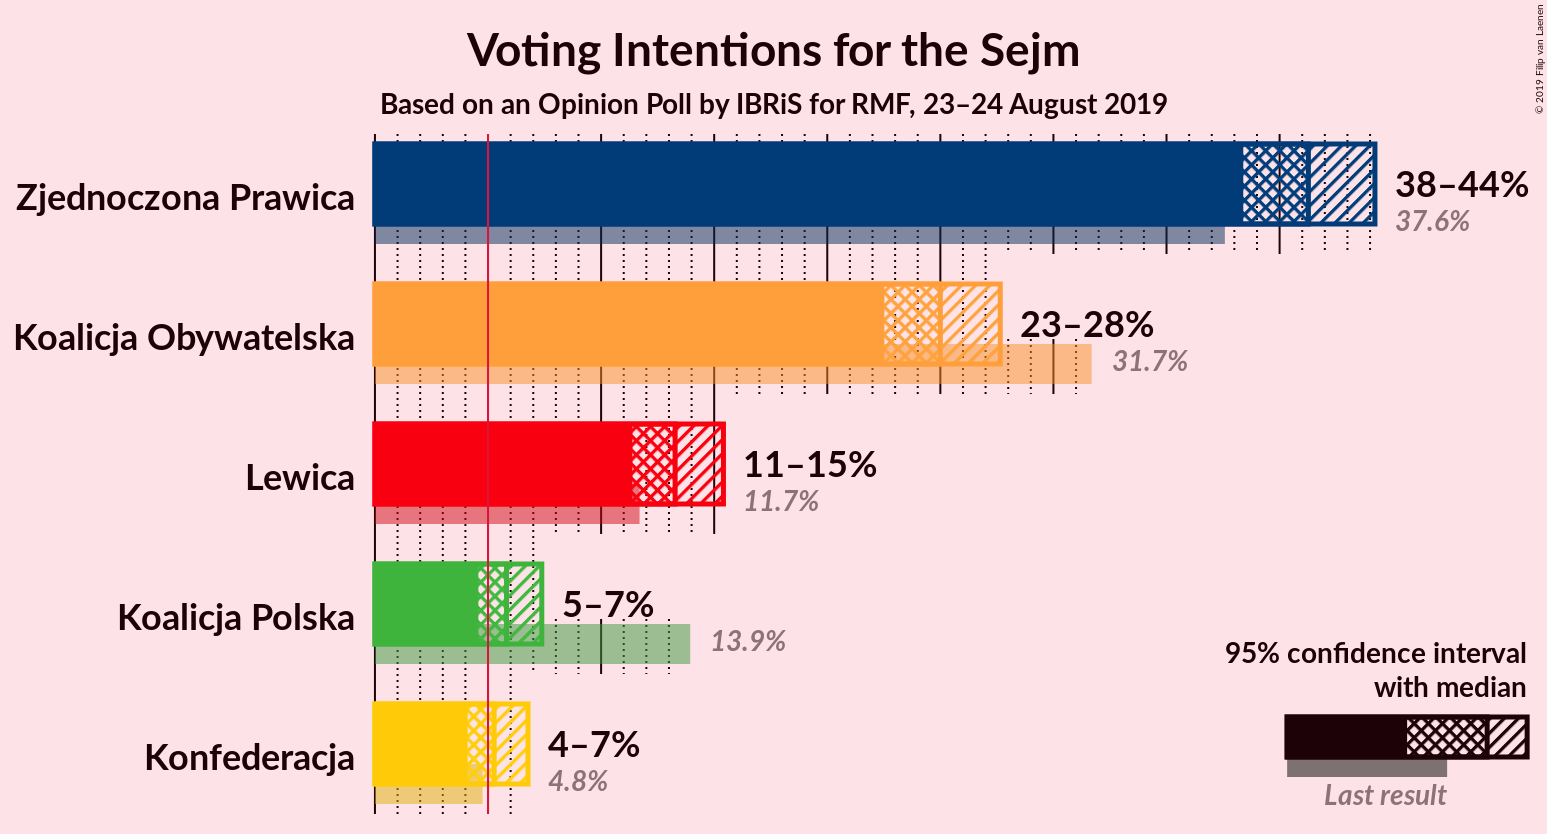 Voting Intentions for the Sejm
Based on an Opinion Poll by IBRiS for RMF, 23–24 August 2019
© 2019 Filip van Laenen
Zjednoczona Prawica
38–44%
37.6%
Koalicja Obywatelska
23–28%
31.7%
Lewica
11–15%
11.7%
Koalicja Polska
5–7%
13.9%
Konfederacja
4–7%
4.8%
95% confidence interval
with median
Last result